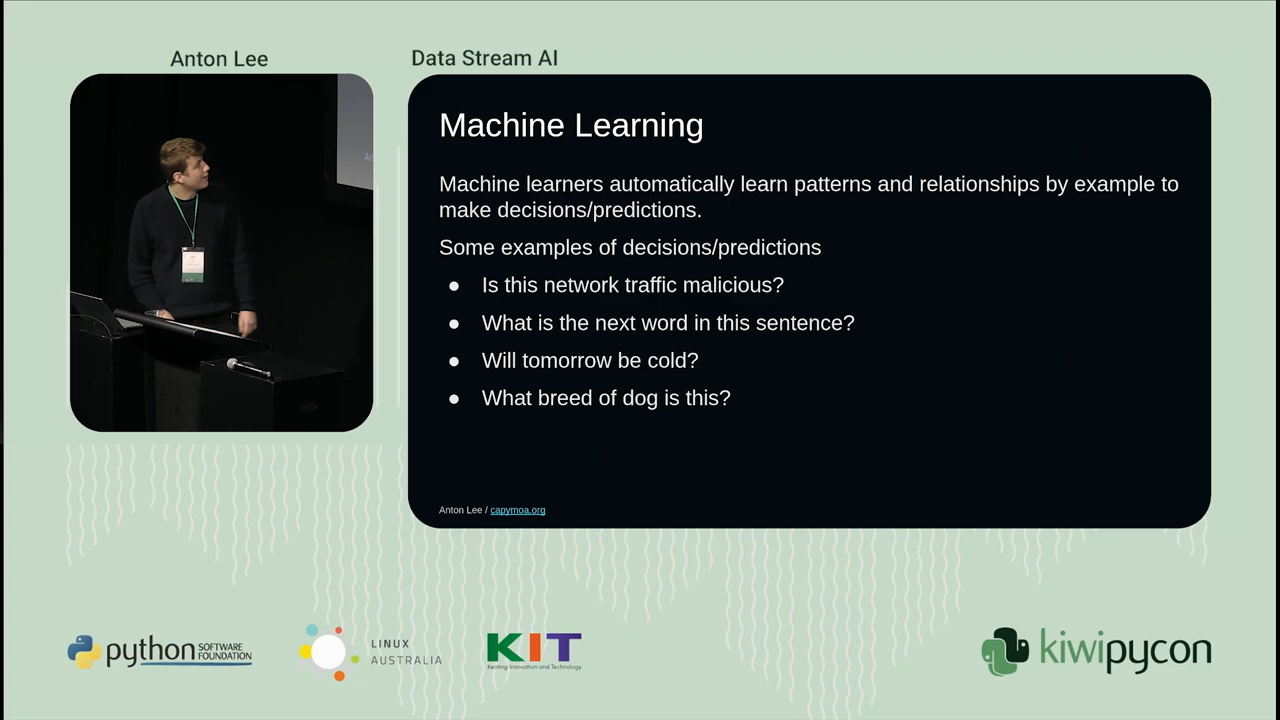 Anton Lee
Data Stream AI
Machine Learning
Machine learners automatically learn patterns and relationships by example to
make decisions/predictions.
Some examples of decisions/predictions
● Is this network traffic malicious?
● What is the next word in this sentence?
● Will tomorrow be cold?
● What breed of dog is this?
Anton Lee / capymoa.org
python SOFTWARE
FOUNDATION
LINUX
AUSTRALIA
KIT
Keating Innovation and Technology
kiwipycon